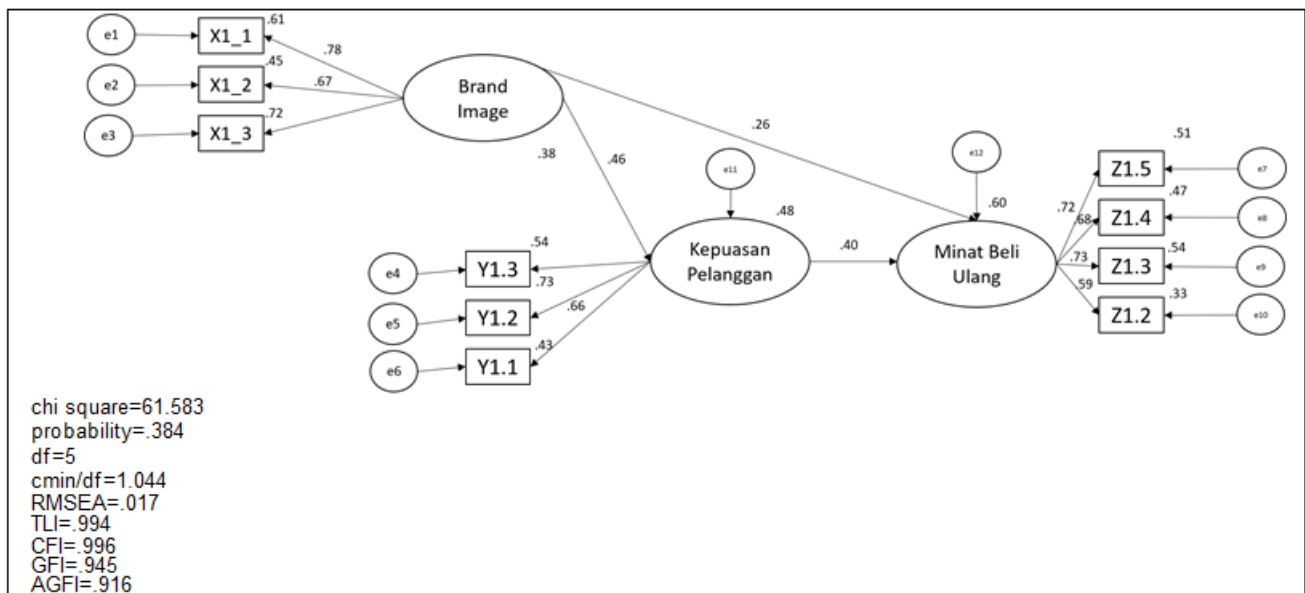 .61
e1
X1_1
.78
.45
e2
X1_2
.67
.72
e3
X1_3
Brand
Image
.26
.38
.46
e11
.48
Kepuasan
Pelanggan
.40
e12
.60
Minat Beli
Ulang
.54
e4
Y1.3
.73
e5
Y1.2
.66
.43
e6
Y1.1
.51
Z1.5
e7
.72
.47
.68
Z1.4
e8
.54
.73
Z1.3
e9
.59
.33
Z1.2
e10
chi square=61.583
probability=.384
df=5
cmin/df=1.044
RMSEA=.017
TLI=.994
CFI=.996
GFI=.945
AGFI=.916